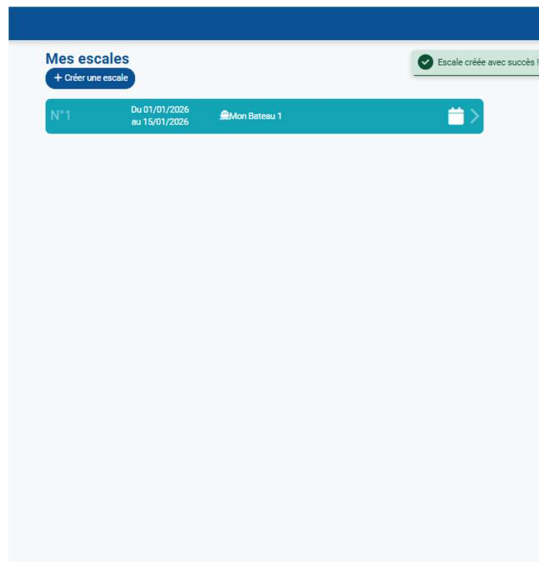 Mes escales
+ Créer une escale
Escale créée avec succès !
N°1
Du 01/01/2026
au 15/01/2026
Mon Bateau 1